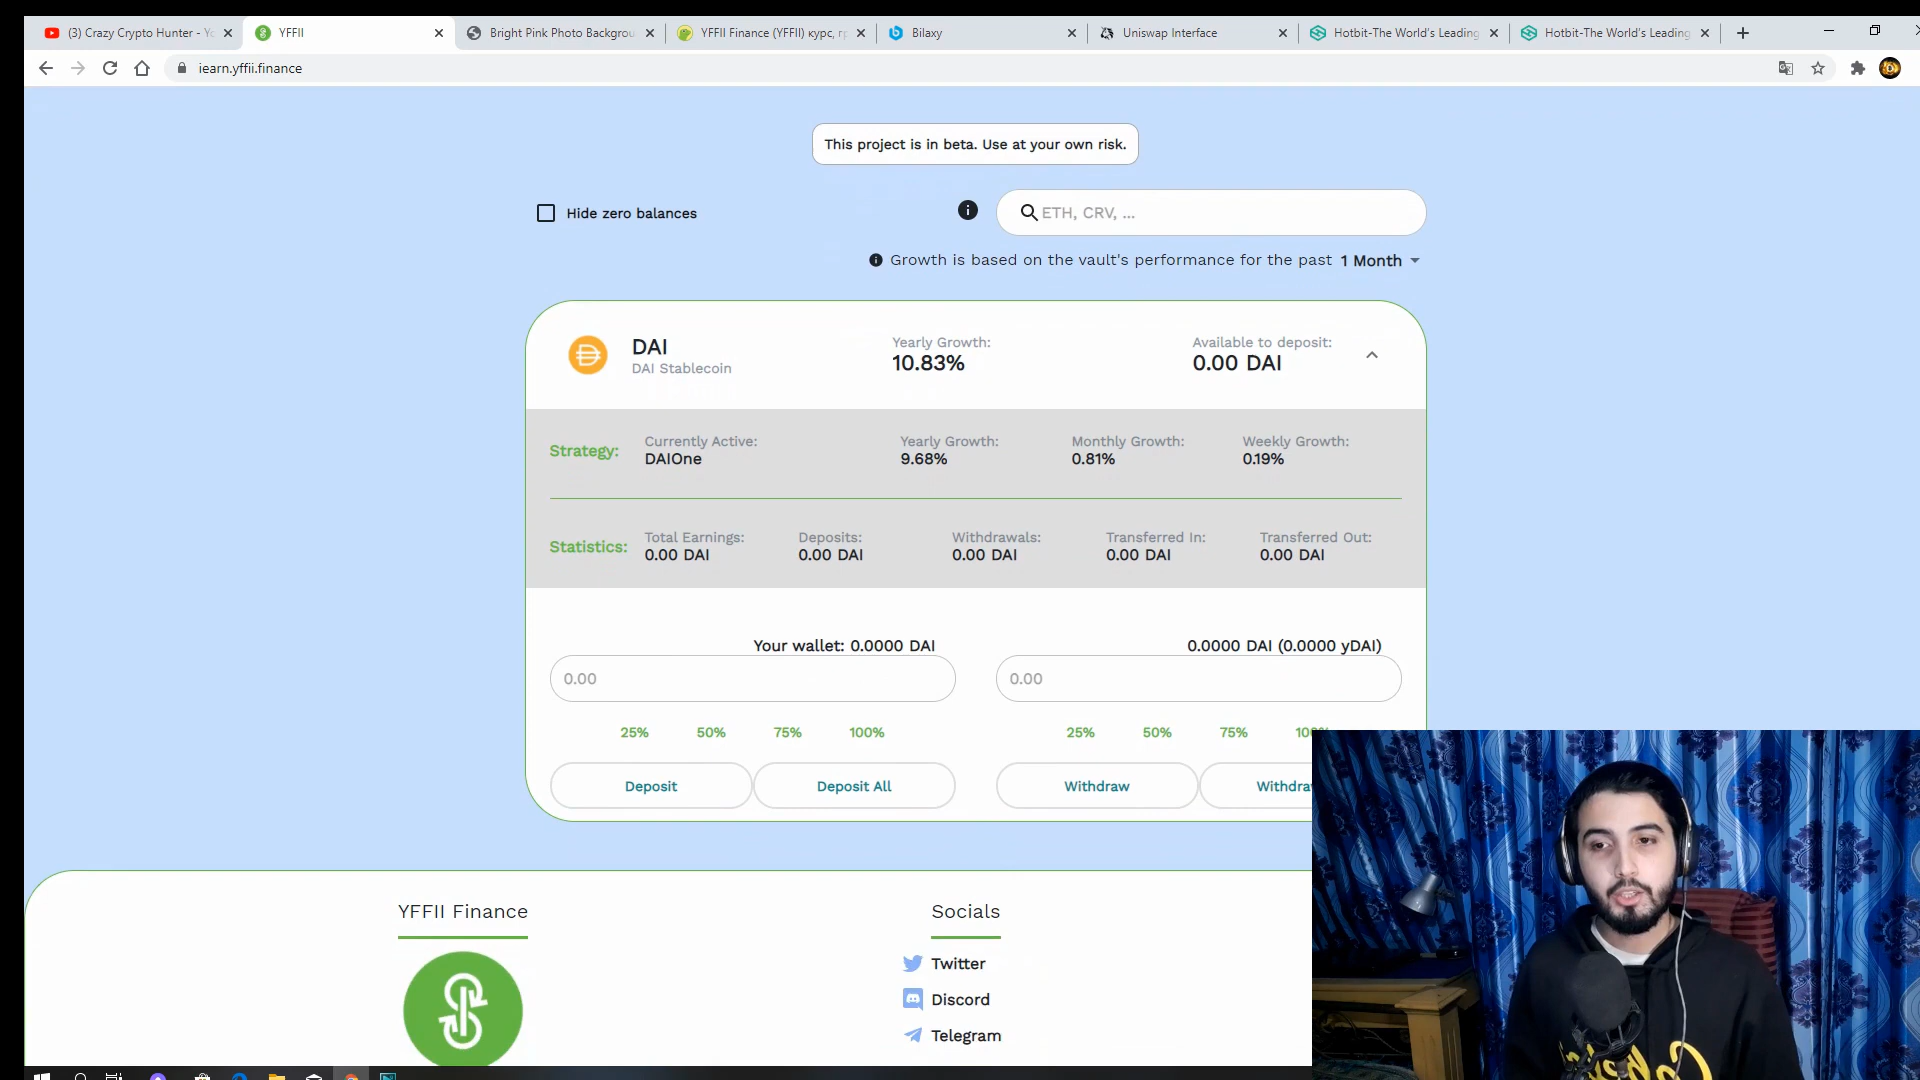 (3) Crazy Crypto Hunter - Yo
YFFII
Bright Pink Photo Backgrou
YFFII Finance (YFFII) курс, гр
Bilaxy
Uniswap Interface
Hotbit-The World's Leading
Hotbit-The World's Leading
iearn.yffii.finance
This project is in beta. Use at your own risk.
Hide zero balances
ETH, CRV, ...
Growth is based on the vault's performance for the past 1 Month
DAI
DAI Stablecoin
Yearly Growth:
10.83%
Available to deposit:
0.00 DAI
Strategy:
Currently Active:
DAIOne
Yearly Growth:
9.68%
Monthly Growth:
0.81%
Weekly Growth:
0.19%
Statistics:
Total Earnings:
0.00 DAI
Deposits:
0.00 DAI
Withdrawals:
0.00 DAI
Transferred In:
0.00 DAI
Transferred Out:
0.00 DAI
Your wallet: 0.0000 DAI
0.00
25% 50% 75% 100%
Deposit
Deposit All
0.0000 DAI (0.0000 yDAI)
0.00
25% 50% 75% 100%
Withdraw
Withdraw
YFFII Finance
Socials
Twitter
Discord
Telegram